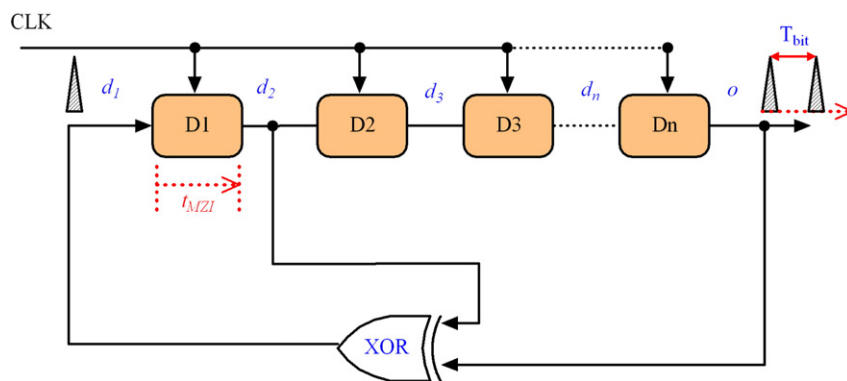 CLK
T_bit
d_1
d_2
d_3
d_n
o
D1
D2
D3
Dn
t_MZI
XOR